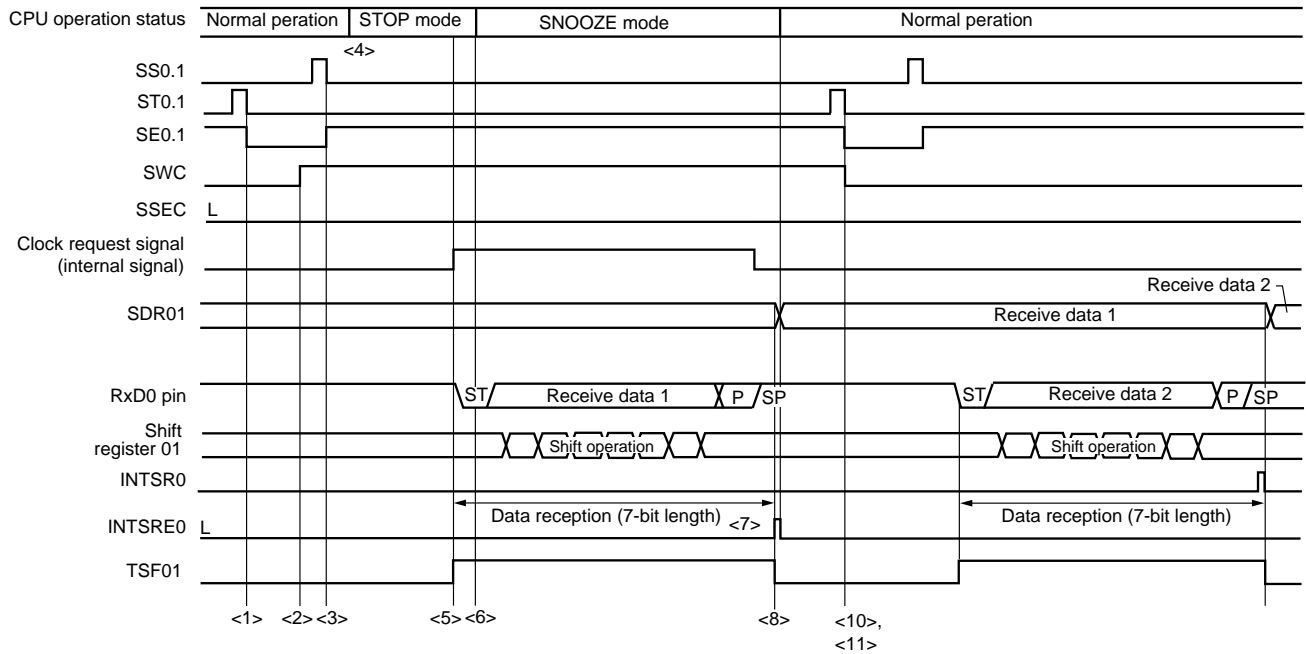 CPU operation status Normal peration STOP mode SNOOZE mode Normal peration
<4>
SS0.1
ST0.1
SE0.1
SWC
SSEC L
Clock request signal
(internal signal)
Receive data 2
SDR01 Receive data 1
RxD0 pin ST Receive data 1 P SP ST Receive data 2 P SP
Shift
register 01 Shift operation Shift operation
INTSR0
Data reception (7-bit length) Data reception (7-bit length)
INTSRE0 L <7>
TSF01
<1> <2> <3> <5> <6> <8> <10>,
<11>